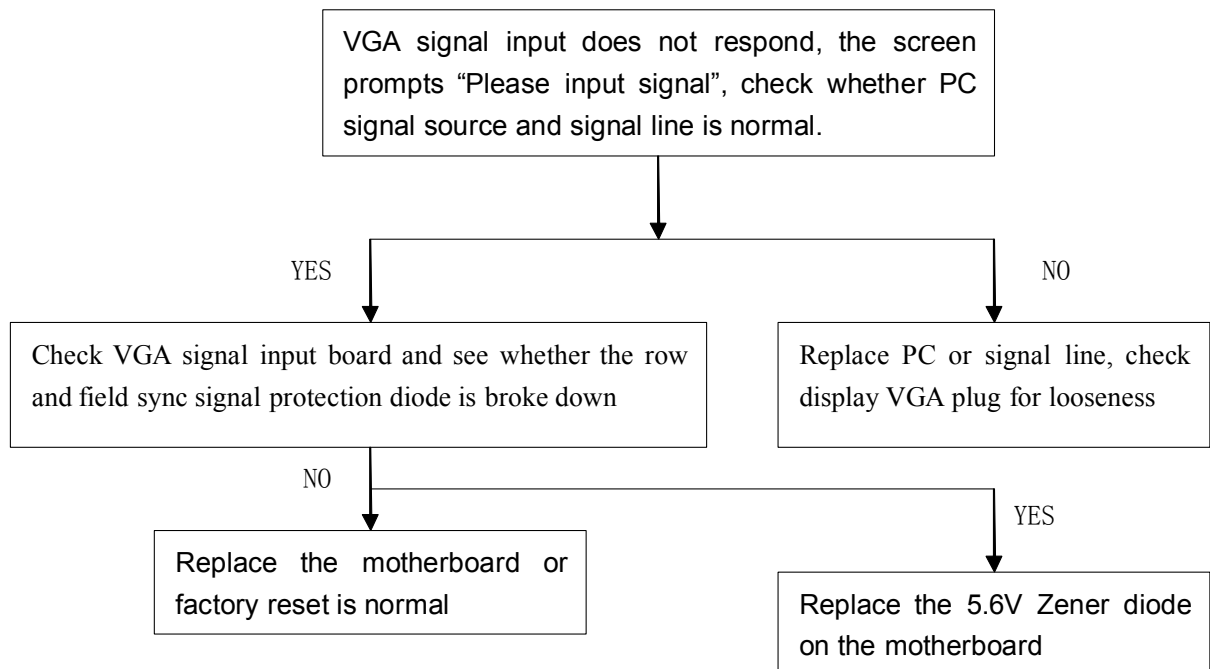 VGA signal input does not respond, the screen
prompts “Please input signal”, check whether PC
signal source and signal line is normal.
YES
NO
Check VGA signal input board and see whether the row
and field sync signal protection diode is broke down
Replace PC or signal line, check
display VGA plug for looseness
NO
YES
Replace the motherboard or
factory reset is normal
Replace the 5.6V Zener diode
on the motherboard